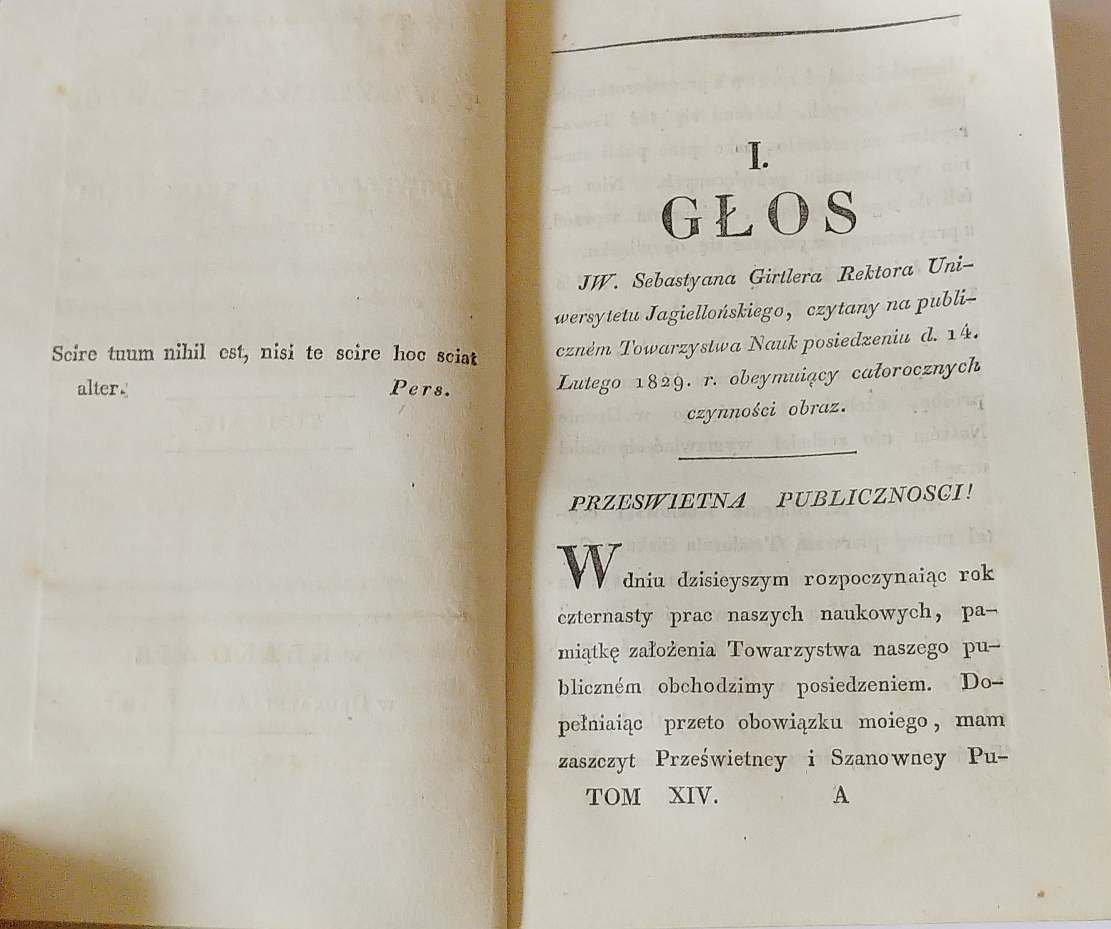 Scire tuum nihil est, nisi te scire hoc sciat
alter. Pers.
I.
GŁOS
JW. Sebastyana Girtlera Rektora Uni-
wersytetu Jagiellońskiego, czytany na publi-
czném Towarzystwa Nauk posiedzeniu d. 14.
Lutego 1829. r. obeymuiący całorocznych
czynności obraz.
PRZESWIETNA PUBLICZNOSCI!
W dniu dzisieyszym rozpoczynaiąc rok
czternasty prac naszych naukowych, pa-
miątkę założenia Towarzystwa naszego pu-
bliczném obchodzimy posiedzeniem. Do-
pełniaiąc przeto obowiązku moiego, mam
zaszczyt Prześwietney i Szanowney Pu-
TOM XIV. A